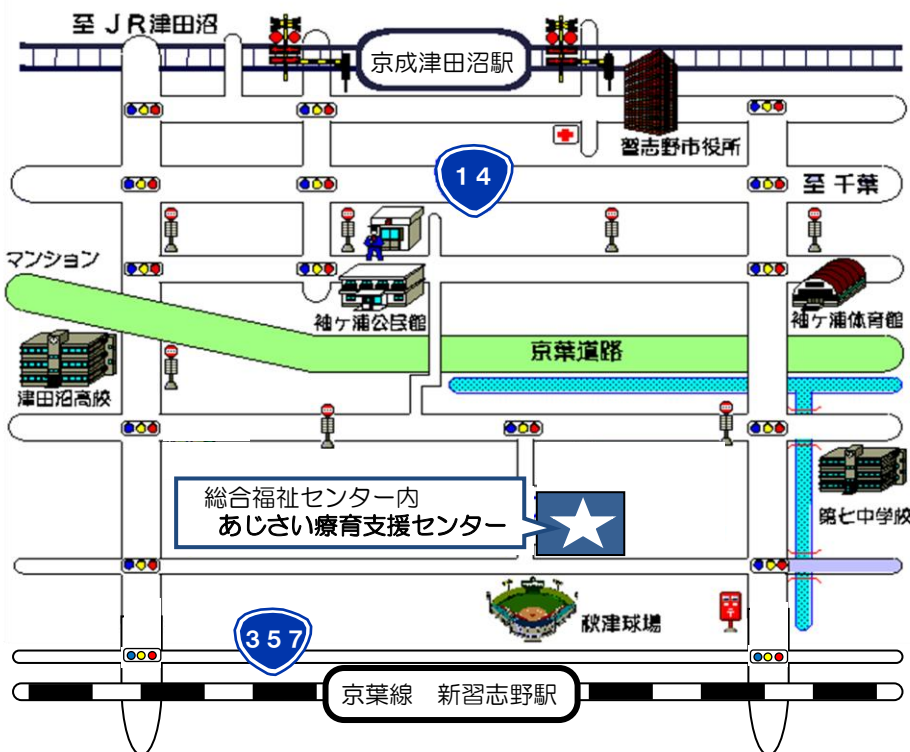 至 JR津田沼
京成津田沼駅
習志野市役所
14
至 千葉
マンション
袖ケ浦公民館
袖ケ浦体育館
京葉道路
津田沼高校
総合福祉センター内
あじさい療育支援センター
第七中学校
秋津球場
357
京葉線 新習志野駅